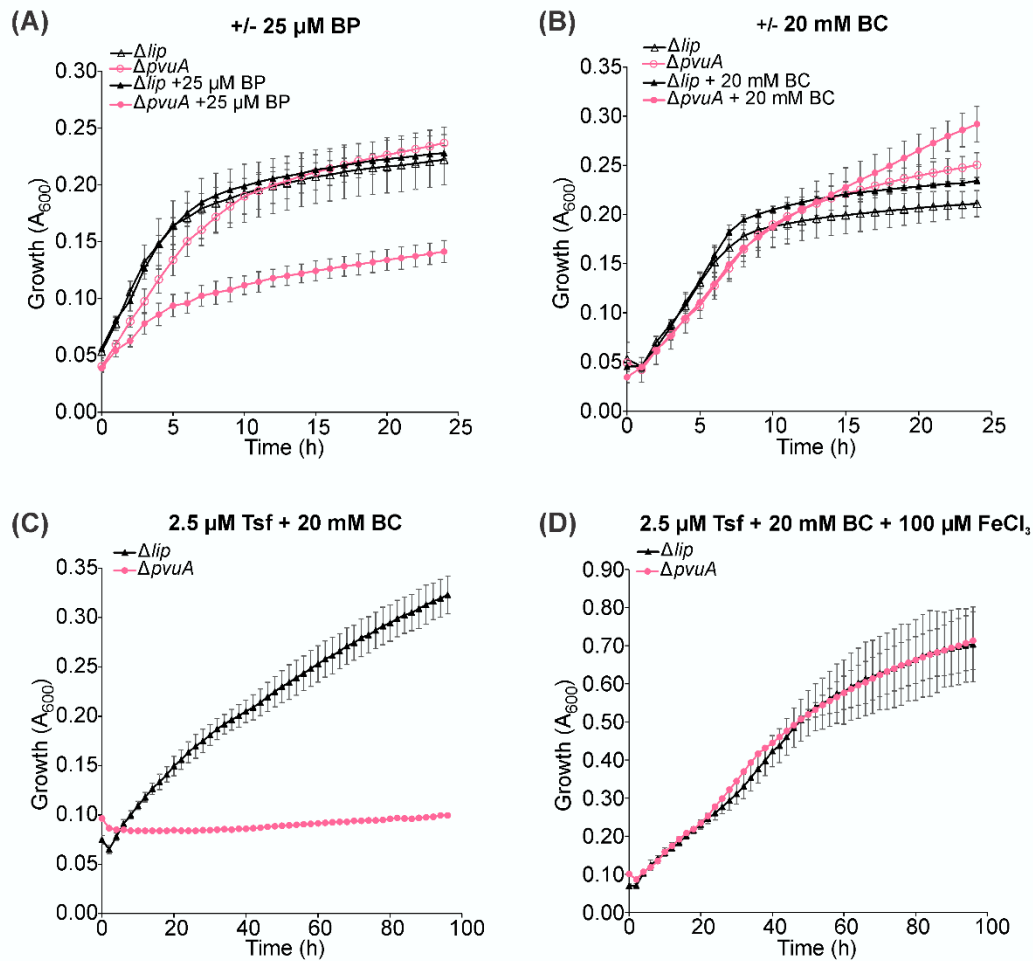 (A)
+/- 25 µM BP
Δlip
ΔpvuA
Δlip +25 µM BP
ΔpvuA +25 µM BP
Growth (A600)
0.30
0.25
0.20
0.15
0.10
0.05
0.00
0 5 10 15 20 25
Time (h)
(B)
+/- 20 mM BC
Δlip
ΔpvuA
Δlip + 20 mM BC
ΔpvuA + 20 mM BC
Growth (A600)
0.35
0.30
0.25
0.20
0.15
0.10
0.05
0.00
0 5 10 15 20 25
Time (h)
(C)
2.5 µM Tsf + 20 mM BC
Δlip
ΔpvuA
Growth (A600)
0.35
0.30
0.25
0.20
0.15
0.10
0.05
0.00
0 20 40 60 80 100
Time (h)
(D)
2.5 µM Tsf + 20 mM BC + 100 µM FeCl₃
Δlip
ΔpvuA
Growth (A600)
0.90
0.80
0.70
0.60
0.50
0.40
0.30
0.20
0.10
0.00
0 20 40 60 80 100
Time (h)